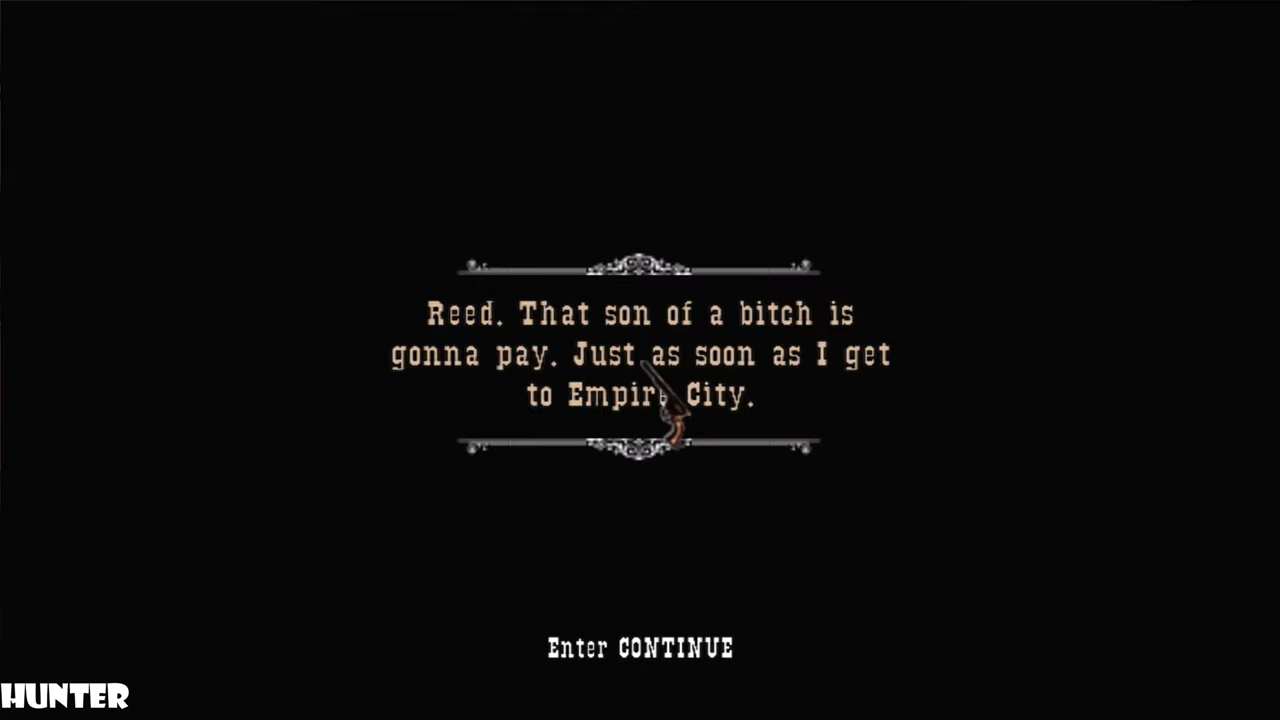 Reed. That son of a bitch is
gonna pay. Just as soon as I get
to Empire City.
Enter CONTINUE
HUNTER